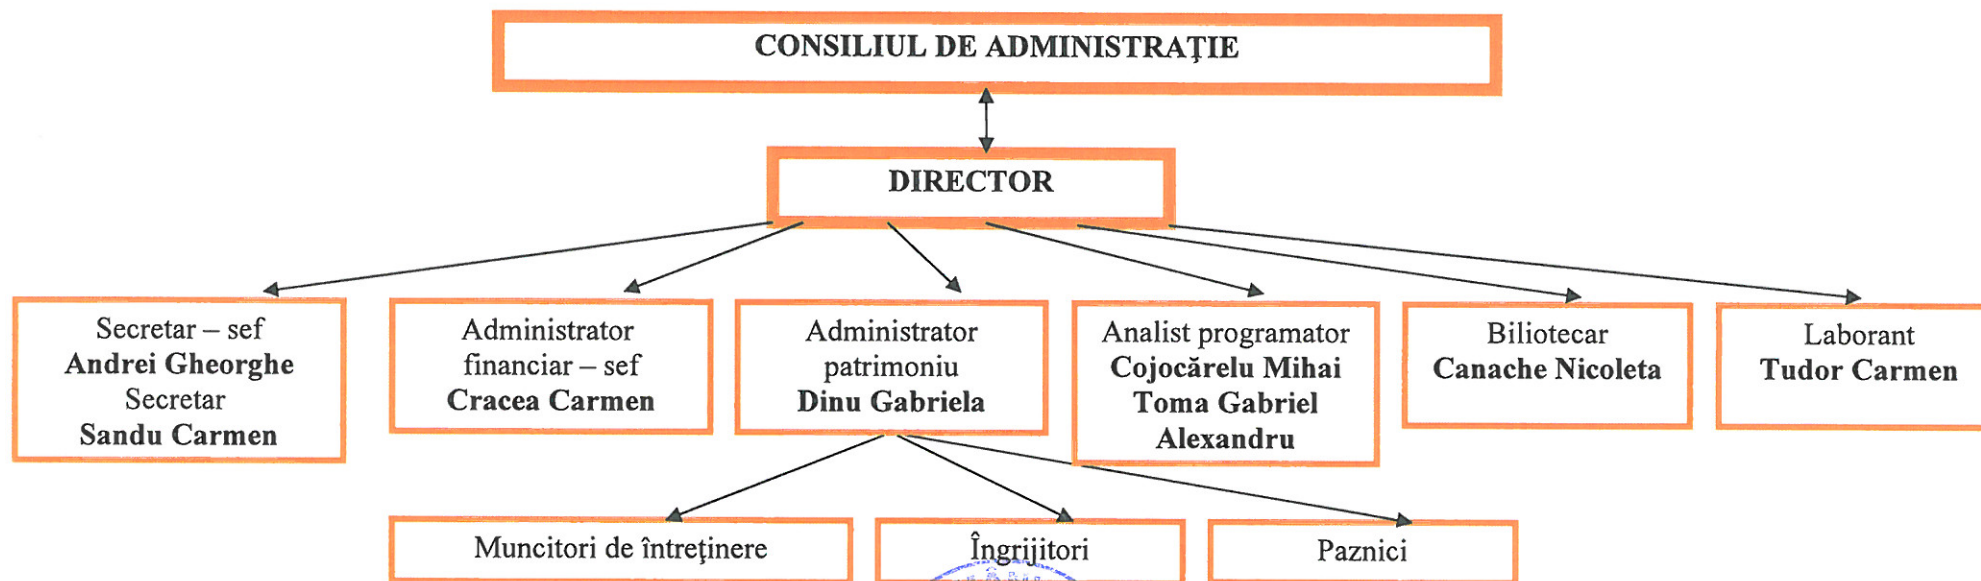 CONSILIUL DE ADMINISTRAŢIE
DIRECTOR
Secretar – sef
Andrei Gheorghe
Secretar
Sandu Carmen
Administrator
financiar – sef
Cracea Carmen
Administrator
patrimoniu
Dinu Gabriela
Analist programator
Cojocărelu Mihai
Toma Gabriel
Alexandru
Biliotecar
Canache Nicoleta
Laborant
Tudor Carmen
Muncitori de întreţinere
Îngrijitori
Paznici